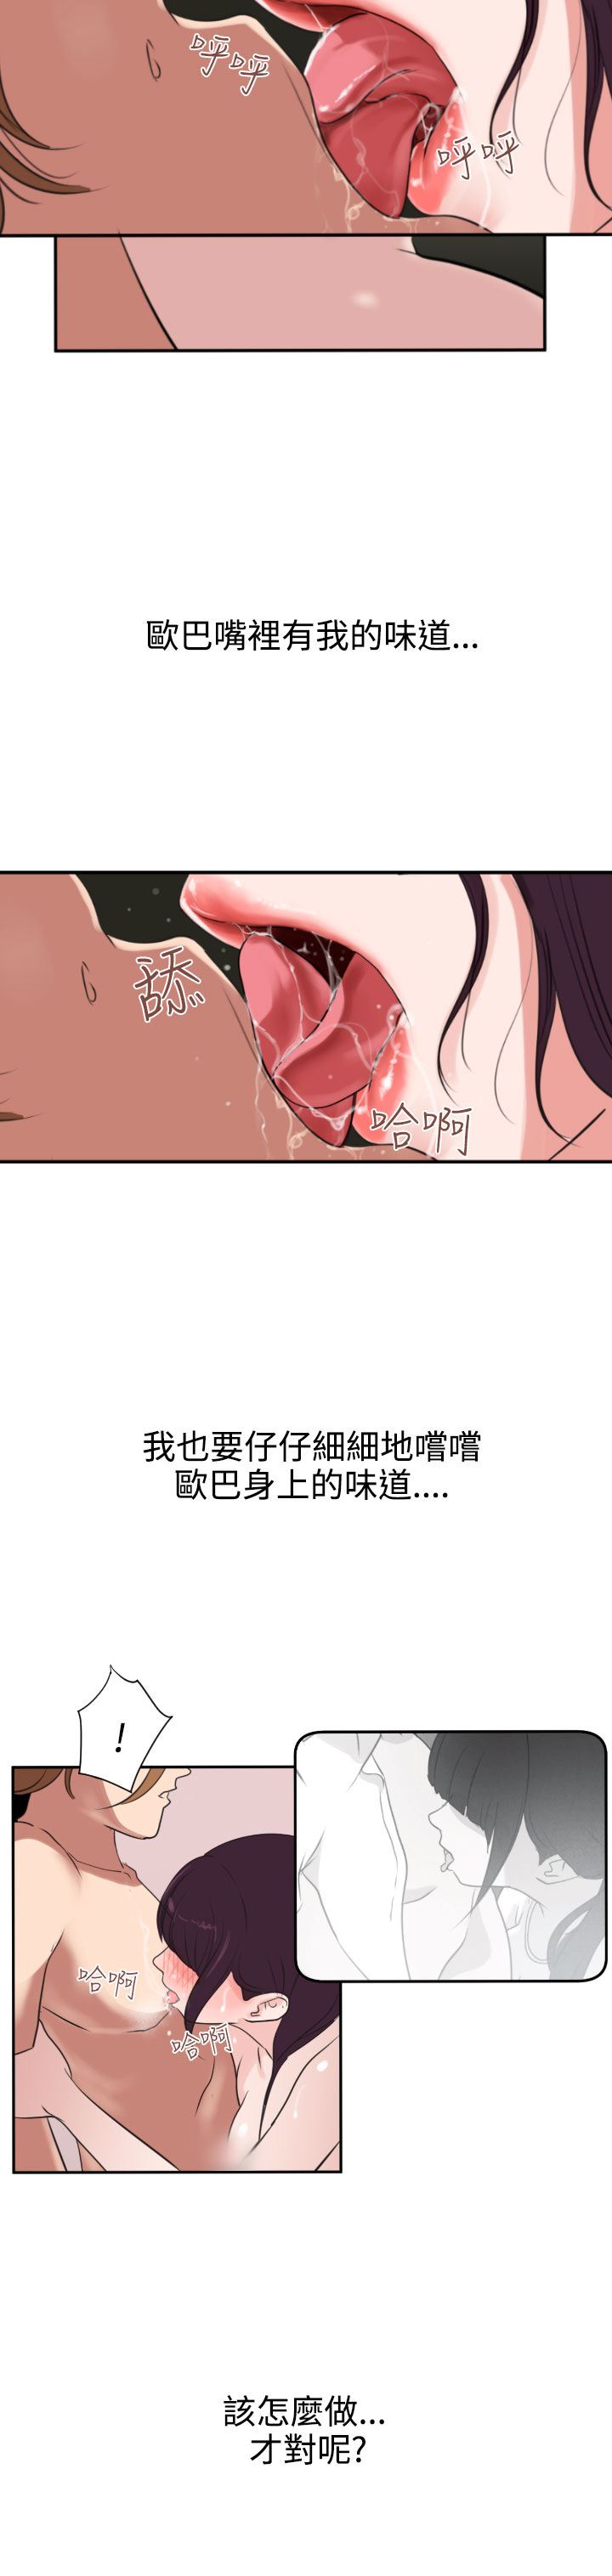 呼呼
呼呼
歐巴嘴裡有我的味道...
舔
哈啊
我也要仔仔細細地嚐嚐
歐巴身上的味道....
!
哈啊
哈啊
該怎麼做...
才對呢?